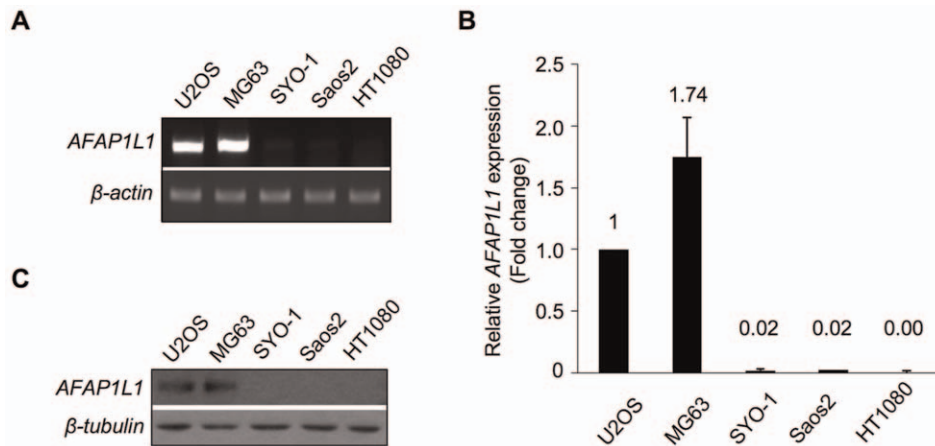 A
U2OS
MG63
SYO-1
Saos2
HT1080
AFAP1L1
β-actin
B
Relative AFAP1L1 expression
(Fold change)
2.5
2.0
1.5
1.0
0.5
0
1
1.74
0.02
0.02
0.00
U2OS
MG63
SYO-1
Saos2
HT1080
C
U2OS
MG63
SYO-1
Saos2
HT1080
AFAP1L1
β-tubulin